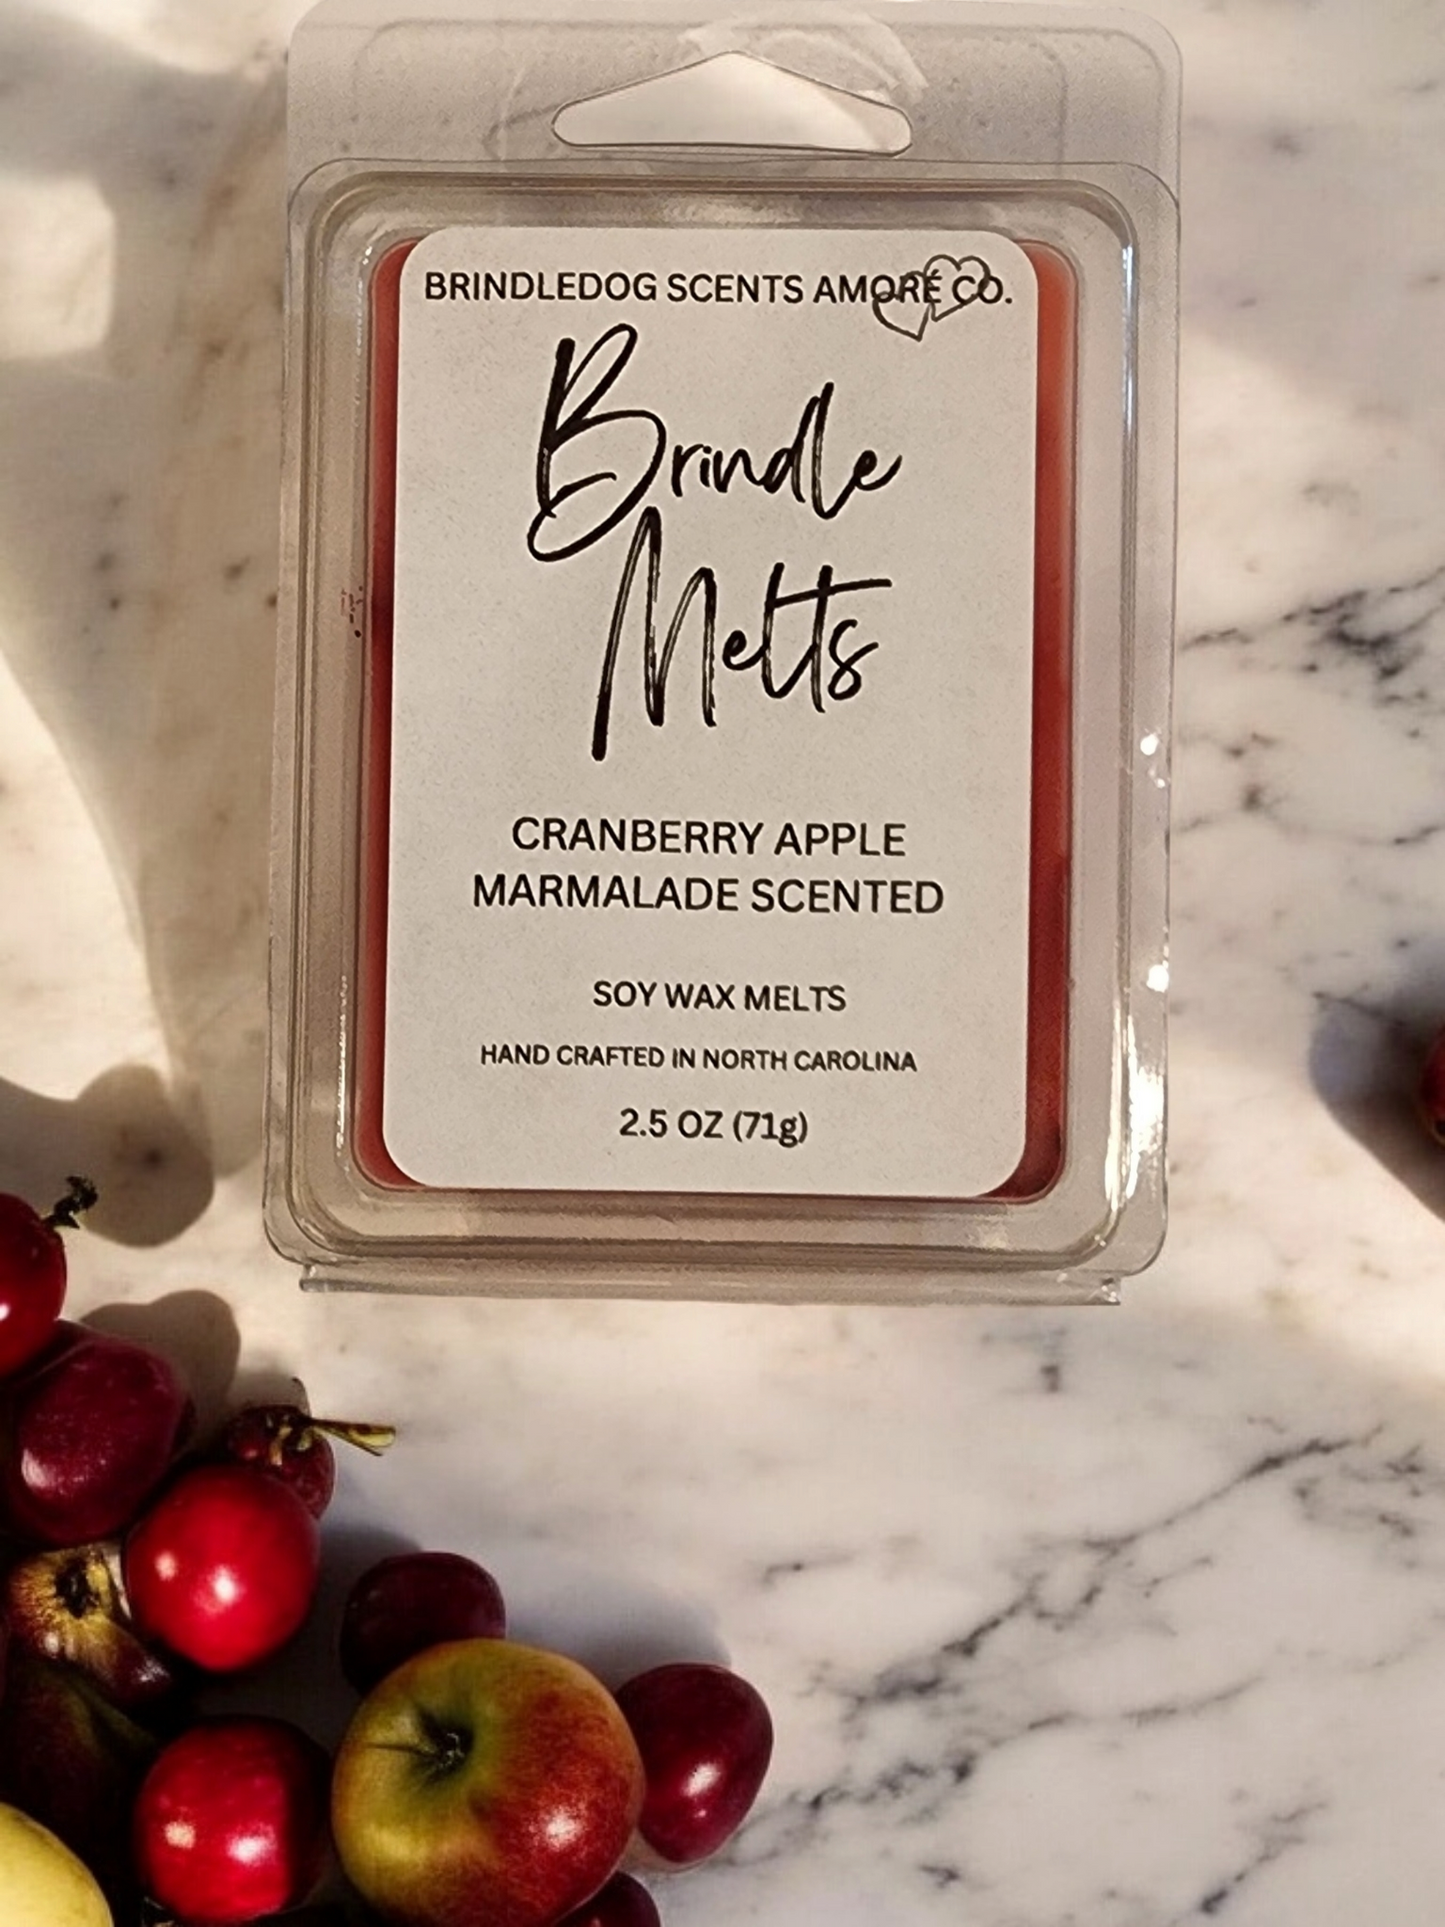 BRINDLEDOG SCENTS AMORÉ CO.
Brindle
Melts
CRANBERRY APPLE
MARMALADE SCENTED
SOY WAX MELTS
HAND CRAFTED IN NORTH CAROLINA
2.5 OZ (71g)